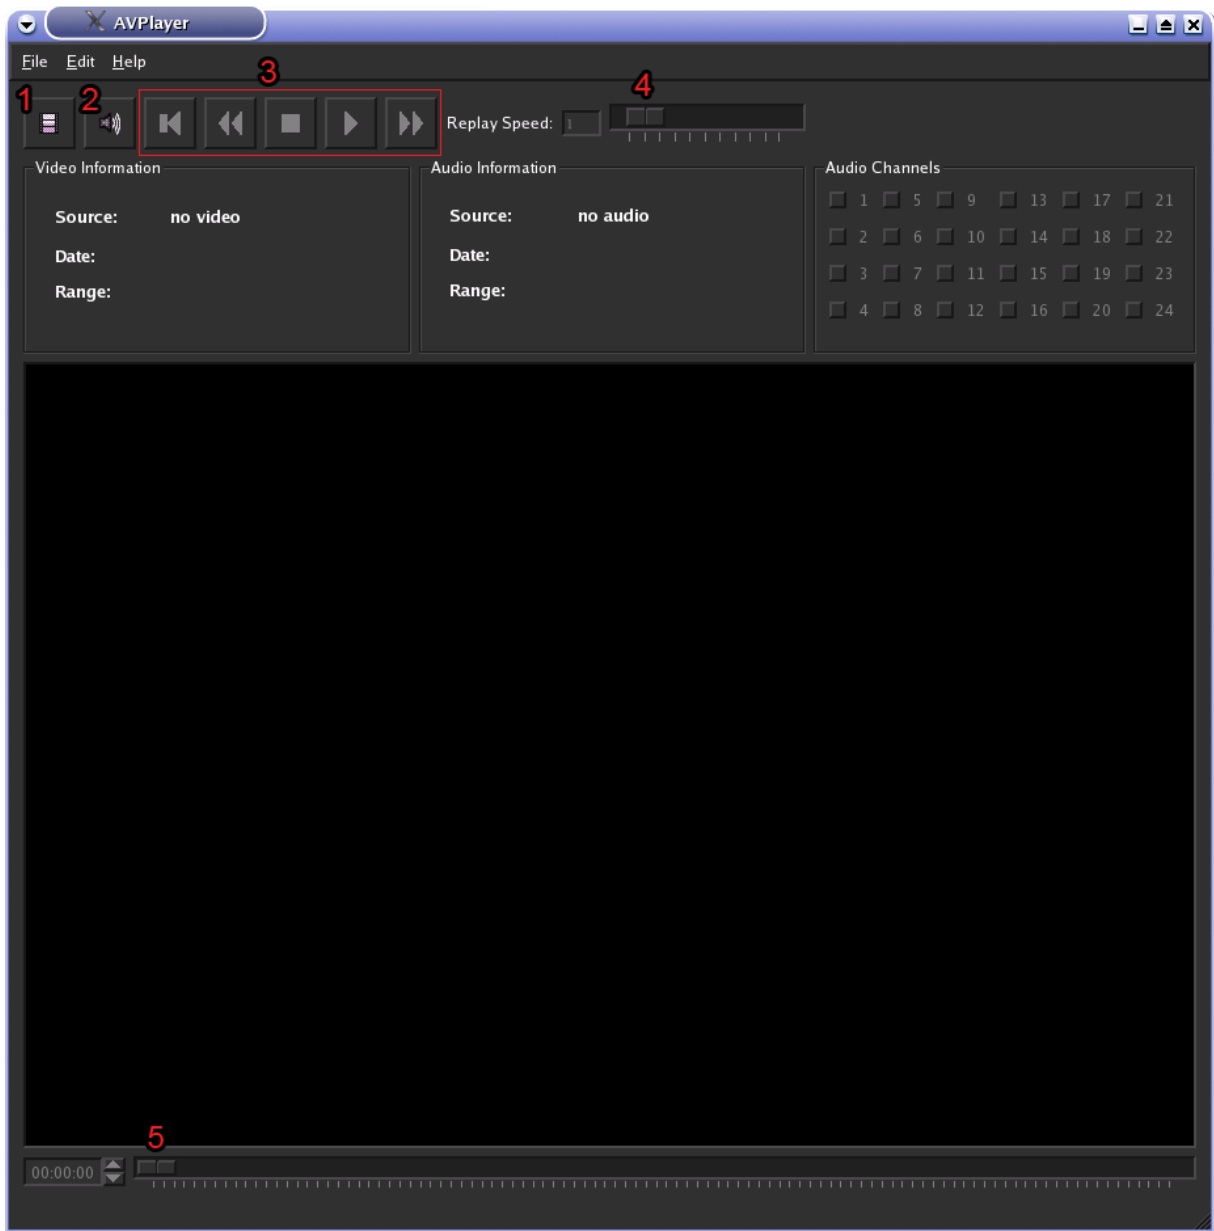 AVPlayer
File Edit Help
1 2 3 4
Replay Speed: 1
Video Information
Source: no video
Date:
Range:
Audio Information
Source: no audio
Date:
Range:
Audio Channels
1 5 9 13 17 21
2 6 10 14 18 22
3 7 11 15 19 23
4 8 12 16 20 24
5
00:00:00